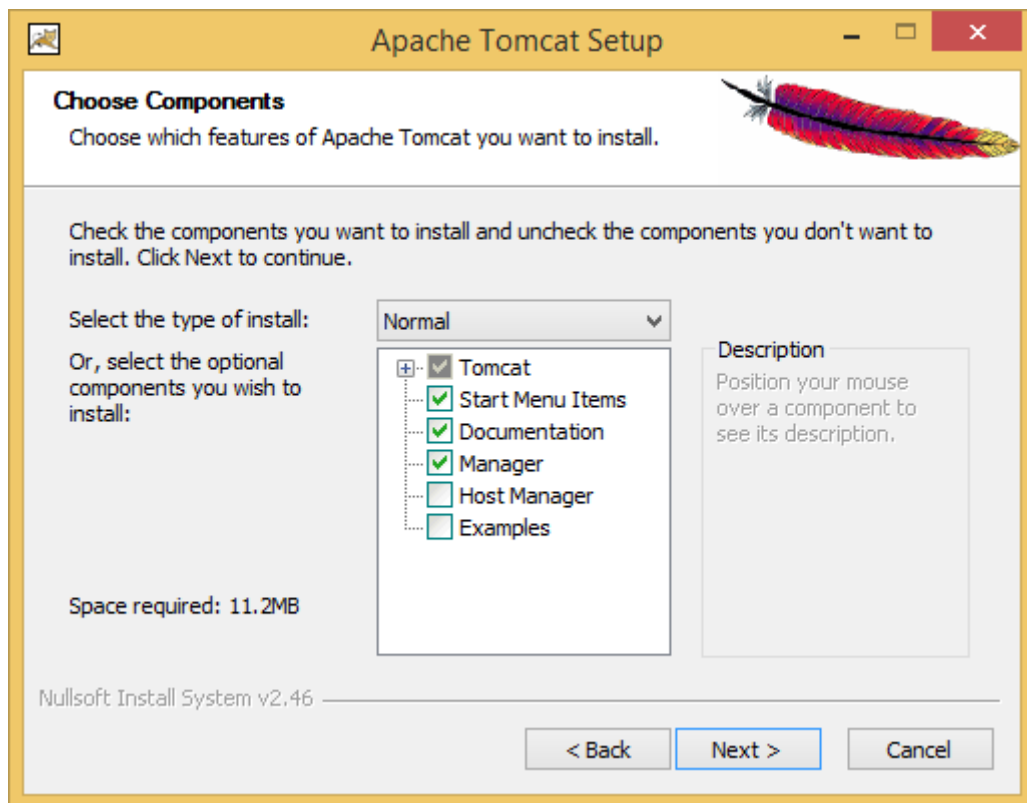 Apache Tomcat Setup
Choose Components
Choose which features of Apache Tomcat you want to install.
Check the components you want to install and uncheck the components you don't want to
install. Click Next to continue.
Select the type of install:
Normal
Or, select the optional
components you wish to
install:
Tomcat
Start Menu Items
Documentation
Manager
Host Manager
Examples
Description
Position your mouse
over a component to
see its description.
Space required: 11.2MB
Nullsoft Install System v2.46
< Back
Next >
Cancel